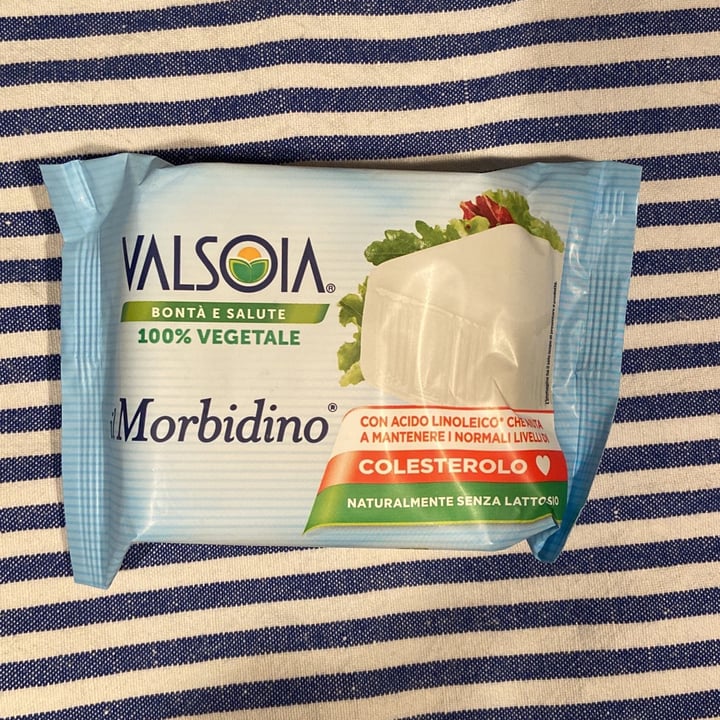 VALSOIA®
BONTÀ E SALUTE
100% VEGETALE
il Morbidino®
CON ACIDO LINOLEICO* CHE AIUTA
A MANTENERE I NORMALI LIVELLI DI
COLESTEROLO
NATURALMENTE SENZA LATTOSIO